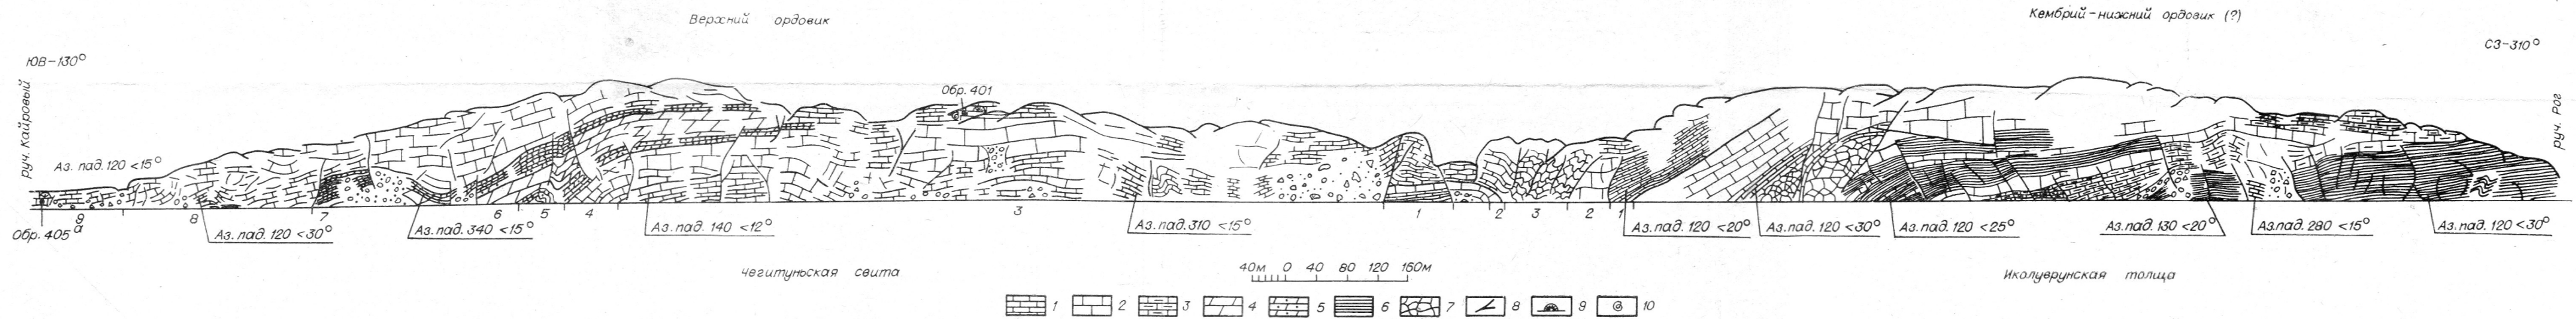 Верхний ордовик
Кембрий-нижний ордовик (?)
ЮВ-130°
СЗ-310°
руч. Кайровый
руч. Рог
Обр. 401
Аз. пад. 120 <15°
9 а 8 7 6 5 4 3 1 2 3 2 1
Обр. 405
Аз. пад. 120 <30°
Аз. пад. 340 <15°
Аз. пад. 140 <12°
Аз. пад. 310 <15°
Аз. пад. 120 <20°
Аз. пад. 120 <30°
Аз. пад. 120 <25°
Аз. пад. 130 <20°
Аз. пад. 280 <15°
Аз. пад. 120 <30°
Чегитуньская свита
40м 0 40 80 120 160м
Иколуврунская толща
1 2 3 4 5 6 7 8 9 10